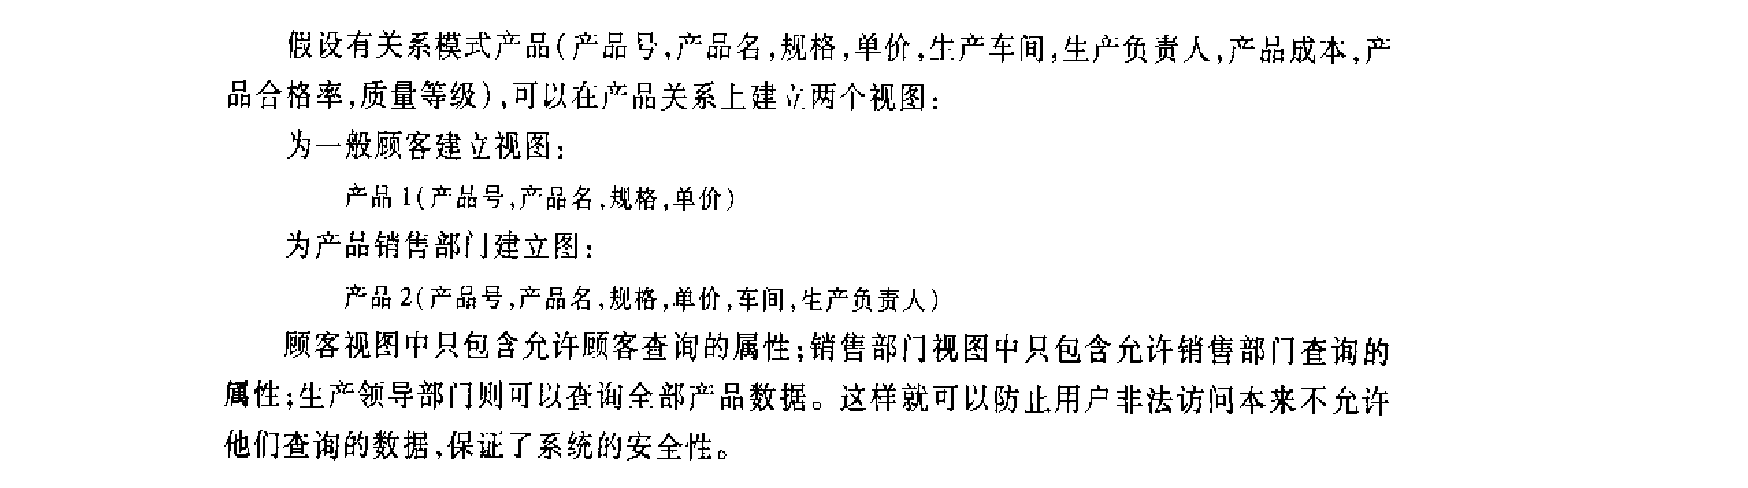 假设有关系模式产品(产品号,产品名,规格,单价,生产车间,生产负责人,产品成本,产
品合格率,质量等级),可以在产品关系上建立两个视图:
为一般顾客建立视图:
产品1(产品号,产品名,规格,单价)
为产品销售部门建立图:
产品2(产品号,产品名,规格,单价,车间,生产负责人)
顾客视图中只包含允许顾客查询的属性;销售部门视图中只包含允许销售部门查询的
属性;生产领导部门则可以查询全部产品数据。这样就可以防止用户非法访问本来不允许
他们查询的数据,保证了系统的安全性。